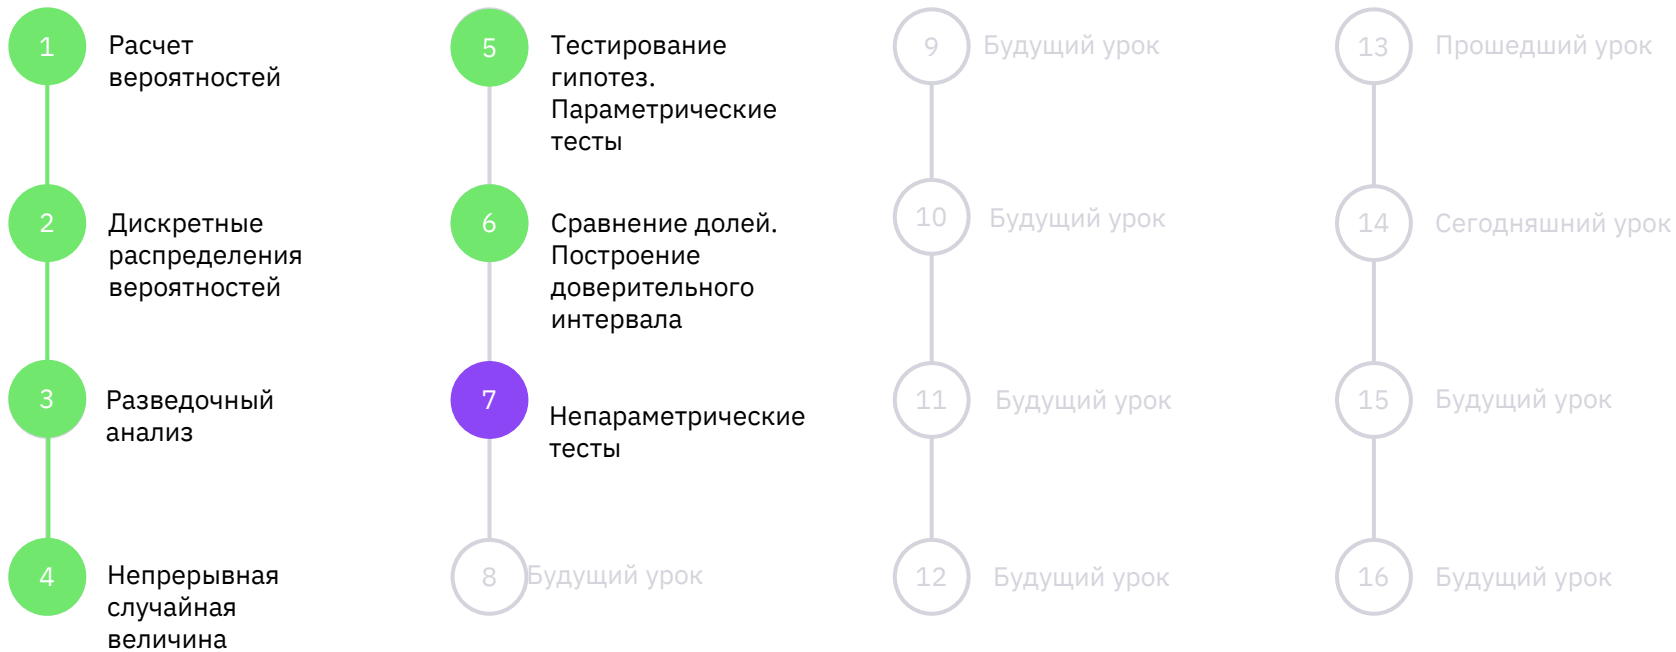 1
Расчет
вероятностей
2
Дискретные
распределения
вероятностей
3
Разведочный
анализ
4
Непрерывная
случайная
величина
5
Тестирование
гипотез.
Параметрические
тесты
6
Сравнение долей.
Построение
доверительного
интервала
7
Непараметрические
тесты
8
Будущий урок
9
Будущий урок
10
Будущий урок
11
Будущий урок
12
Будущий урок
13
Прошедший урок
14
Сегодняшний урок
15
Будущий урок
16
Будущий урок